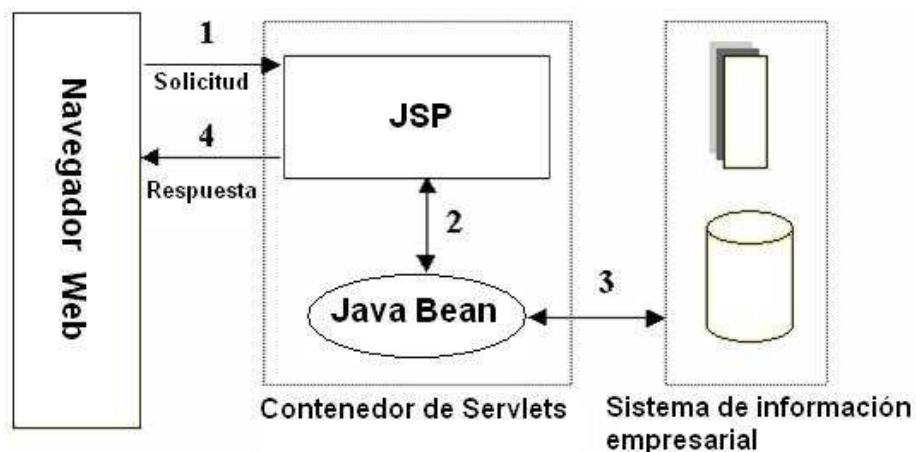 Navegador Web
1
Solicitud
4
Respuesta
JSP
2
Java Bean
3
Contenedor de Servlets
Sistema de información
empresarial